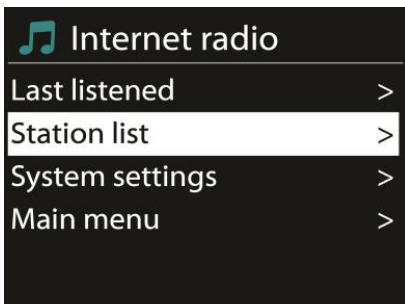 Internet radio
Last listened >
Station list >
System settings >
Main menu >